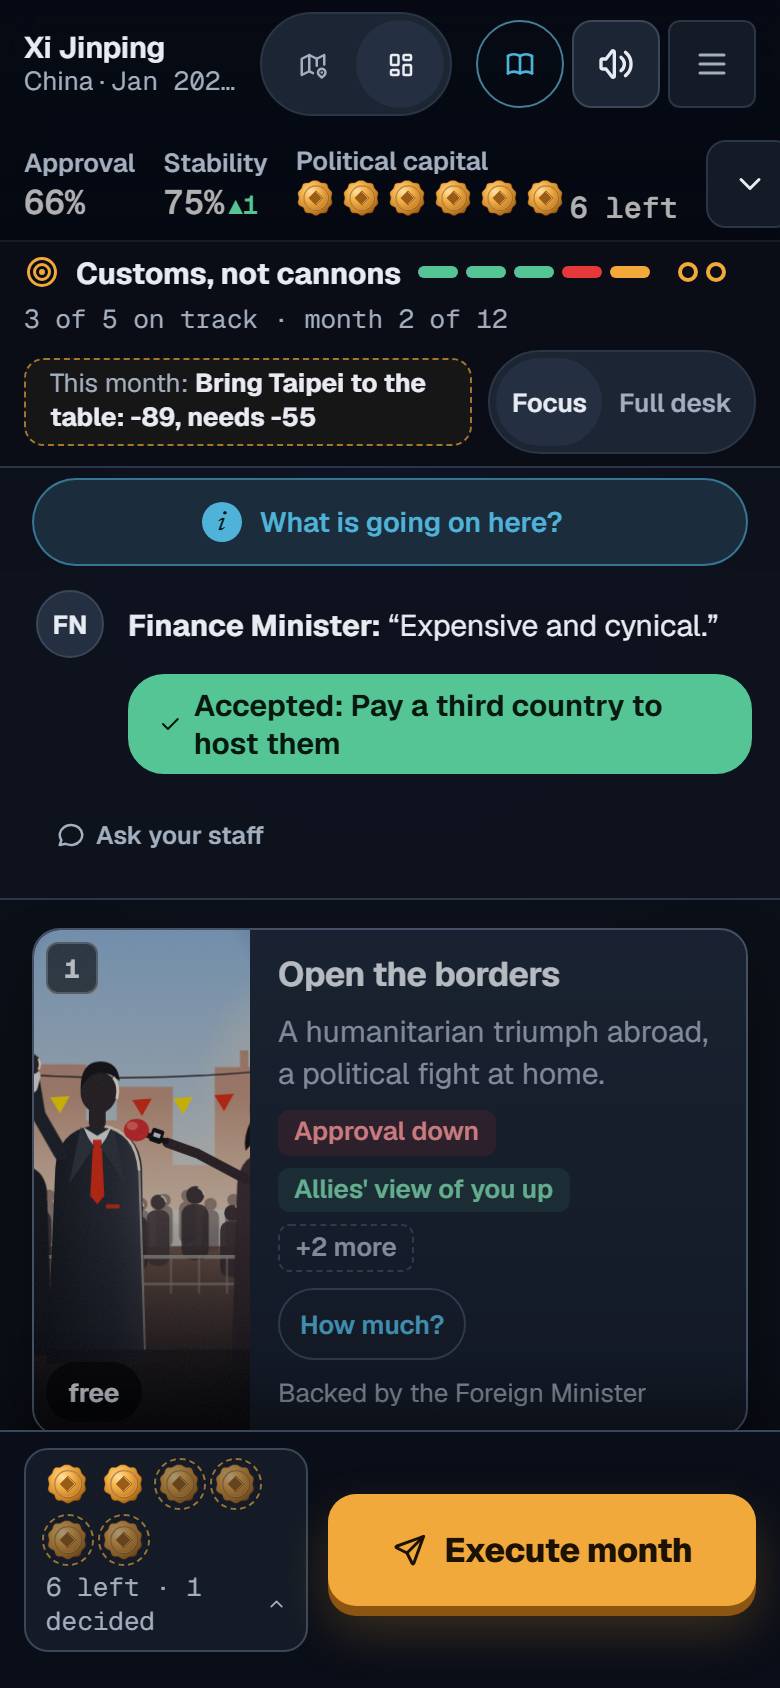 Xi Jinping
China · Jan 202…
Approval
66%
Stability
75%▲1
Political capital
6 left
Customs, not cannons
3 of 5 on track · month 2 of 12
This month: Bring Taipei to the
table: -89, needs -55
Focus
Full desk
What is going on here?
FN
Finance Minister: “Expensive and cynical.”
Accepted: Pay a third country to
host them
Ask your staff
1
Open the borders
A humanitarian triumph abroad,
a political fight at home.
Approval down
Allies' view of you up
+2 more
How much?
free
Backed by the Foreign Minister
6 left · 1
decided
Execute month